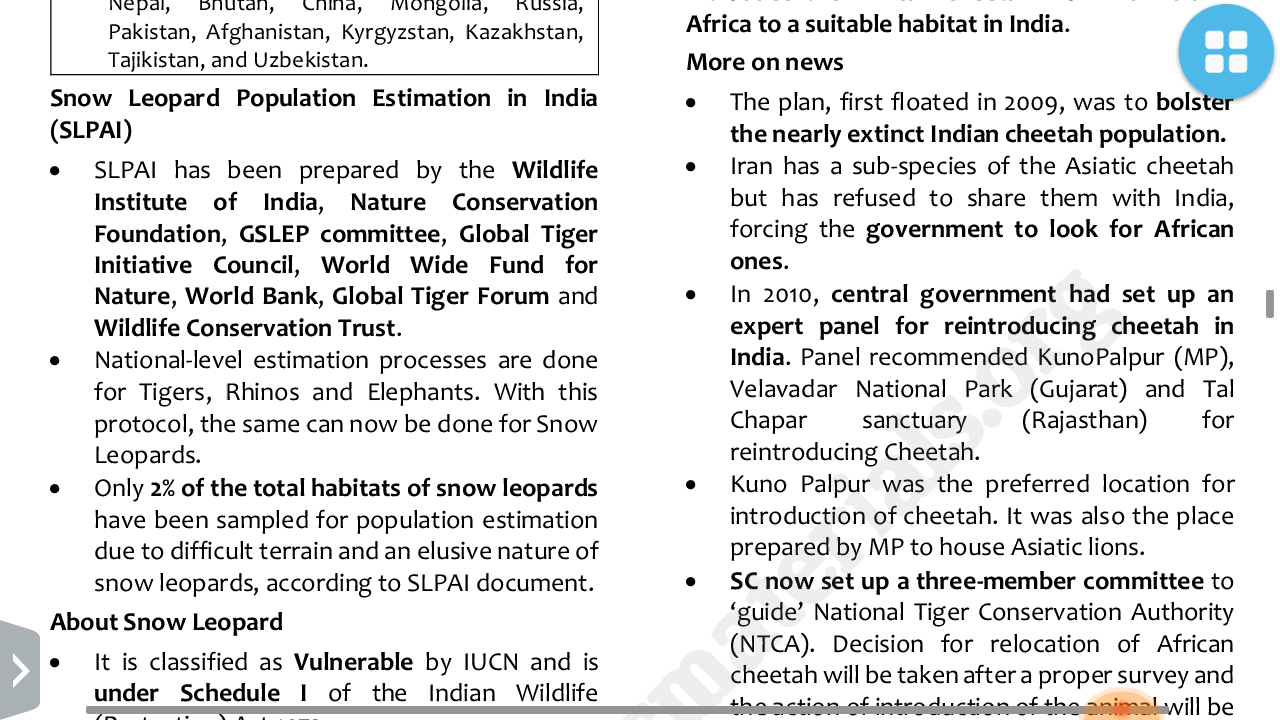 Nepal, Bhutan, China, Mongolia, Russia,
Pakistan, Afghanistan, Kyrgyzstan, Kazakhstan,
Tajikistan, and Uzbekistan.
Snow Leopard Population Estimation in India
(SLPAI)
• SLPAI has been prepared by the Wildlife
Institute of India, Nature Conservation
Foundation, GSLEP committee, Global Tiger
Initiative Council, World Wide Fund for
Nature, World Bank, Global Tiger Forum and
Wildlife Conservation Trust.
• National-level estimation processes are done
for Tigers, Rhinos and Elephants. With this
protocol, the same can now be done for Snow
Leopards.
• Only 2% of the total habitats of snow leopards
have been sampled for population estimation
due to difficult terrain and an elusive nature of
snow leopards, according to SLPAI document.
About Snow Leopard
• It is classified as Vulnerable by IUCN and is
under Schedule I of the Indian Wildlife
Africa to a suitable habitat in India.
More on news
• The plan, first floated in 2009, was to bolster
the nearly extinct Indian cheetah population.
• Iran has a sub-species of the Asiatic cheetah
but has refused to share them with India,
forcing the government to look for African
ones.
• In 2010, central government had set up an
expert panel for reintroducing cheetah in
India. Panel recommended KunoPalpur (MP),
Velavadar National Park (Gujarat) and Tal
Chapar sanctuary (Rajasthan) for
reintroducing Cheetah.
• Kuno Palpur was the preferred location for
introduction of cheetah. It was also the place
prepared by MP to house Asiatic lions.
• SC now set up a three-member committee to
‘guide’ National Tiger Conservation Authority
(NTCA). Decision for relocation of African
cheetah will be taken after a proper survey and
the action of introduction of the animal will be
materials.org